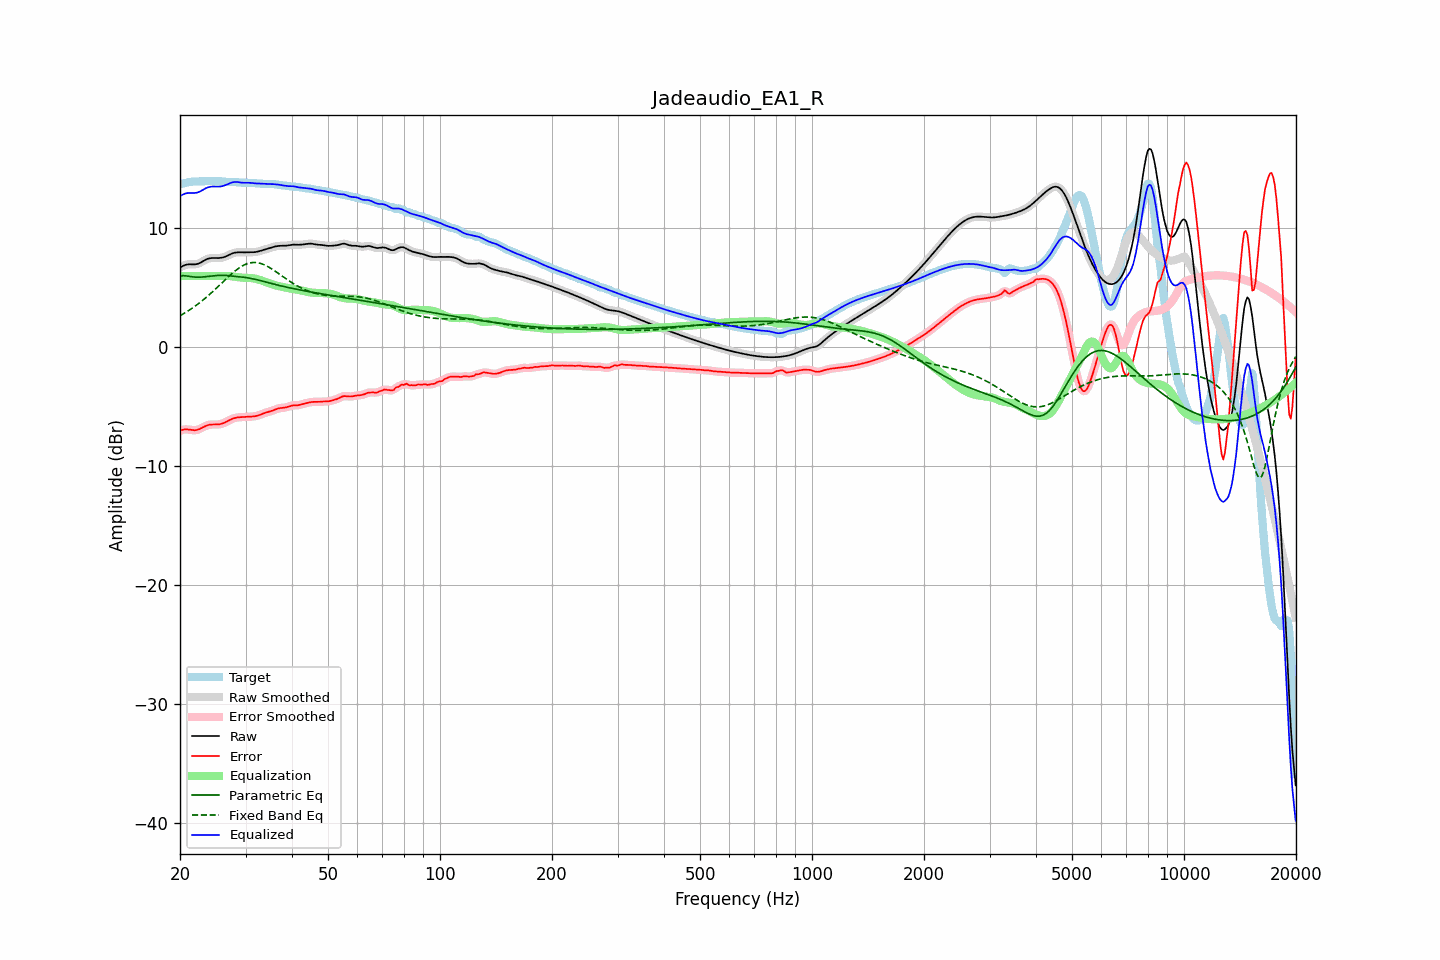 Jadeaudio_EA1_R
Amplitude (dBr)
10
0
−10
−20
−30
−40
Target
Raw Smoothed
Error Smoothed
Raw
Error
Equalization
Parametric Eq
Fixed Band Eq
Equalized
20 50 100 200 500 1000 2000 5000 10000 20000
Frequency (Hz)